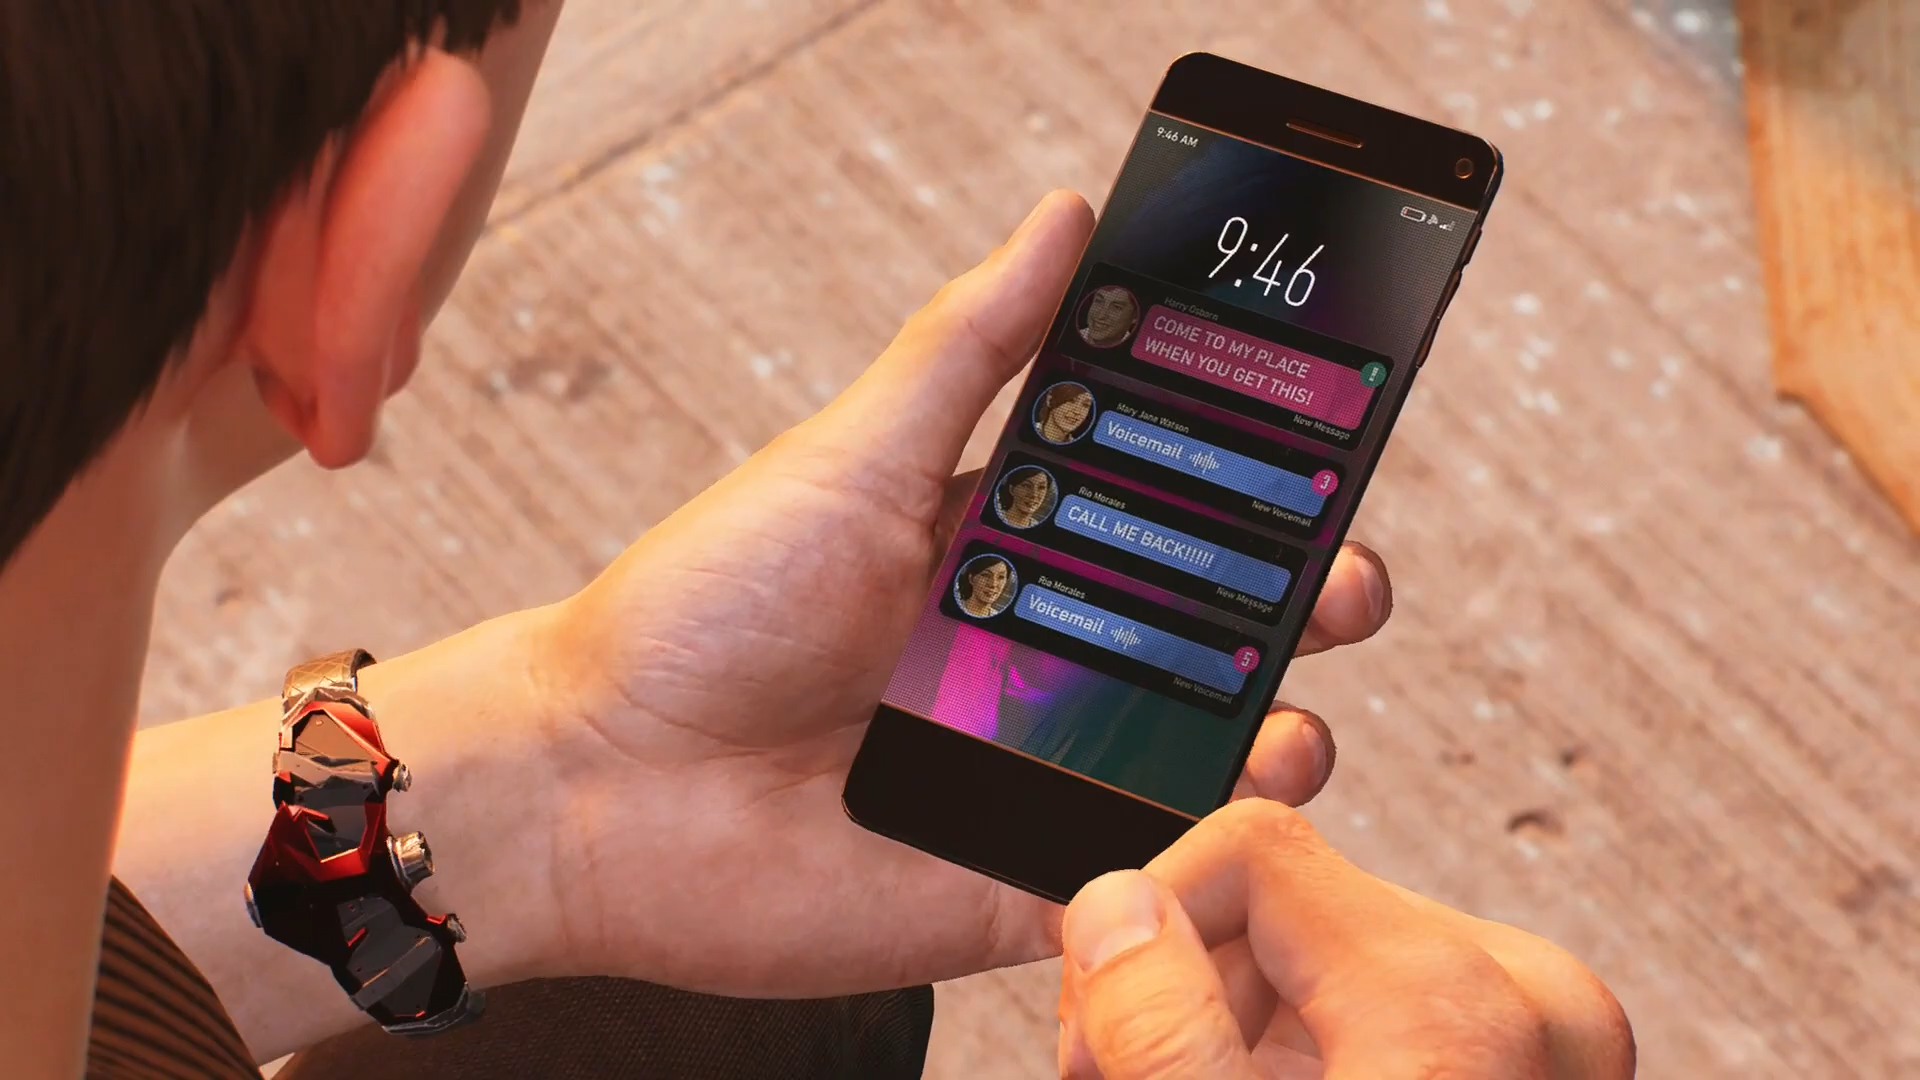 9:46 AM
9:46
Harry Osborn
COME TO MY PLACE
WHEN YOU GET THIS!
!!
New Message
Mary Jane Watson
Voicemail
3
New Voicemail
Rio Morales
CALL ME BACK!!!!!
New Message
Rio Morales
Voicemail
5
New Voicemail